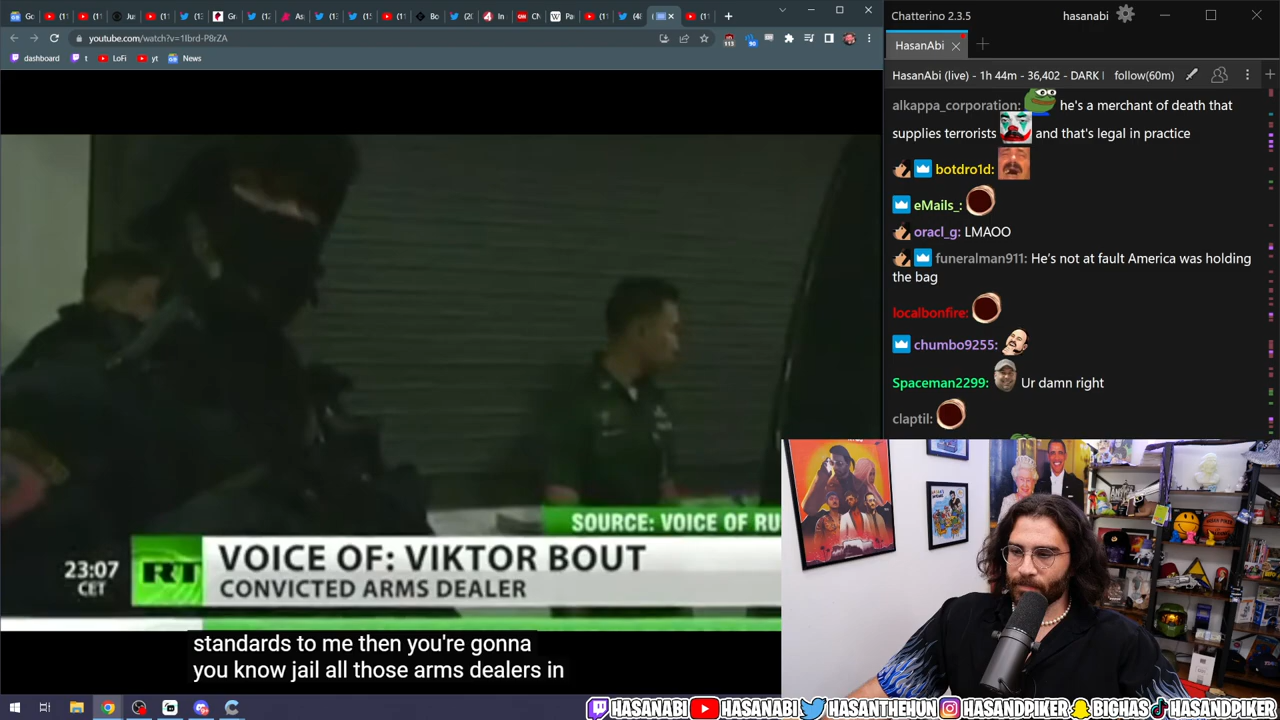 Chatterino 2.3.5
hasanabi
youtube.com/watch?v=1Ibrd-P8rZA
HasanAbi
dashboard
t
LoFi
yt
News
HasanAbi (live) - 1h 44m - 36,402 - DARK
follow(60m)
alkappa_corporation: he's a merchant of death that
supplies terrorists and that's legal in practice
botdro1d:
eMails_:
oracl_g: LMAOO
funeralman911: He's not at fault America was holding
the bag
localbonfire:
chumbo9255:
Spaceman2299: Ur damn right
claptil:
SOURCE: VOICE OF RU
23:07
CET
RT
VOICE OF: VIKTOR BOUT
CONVICTED ARMS DEALER
standards to me then you're gonna
you know jail all those arms dealers in
HASANABI HASANABI HASANTHEHUN HASANDPIKER BIGHAS HASANDPIKER